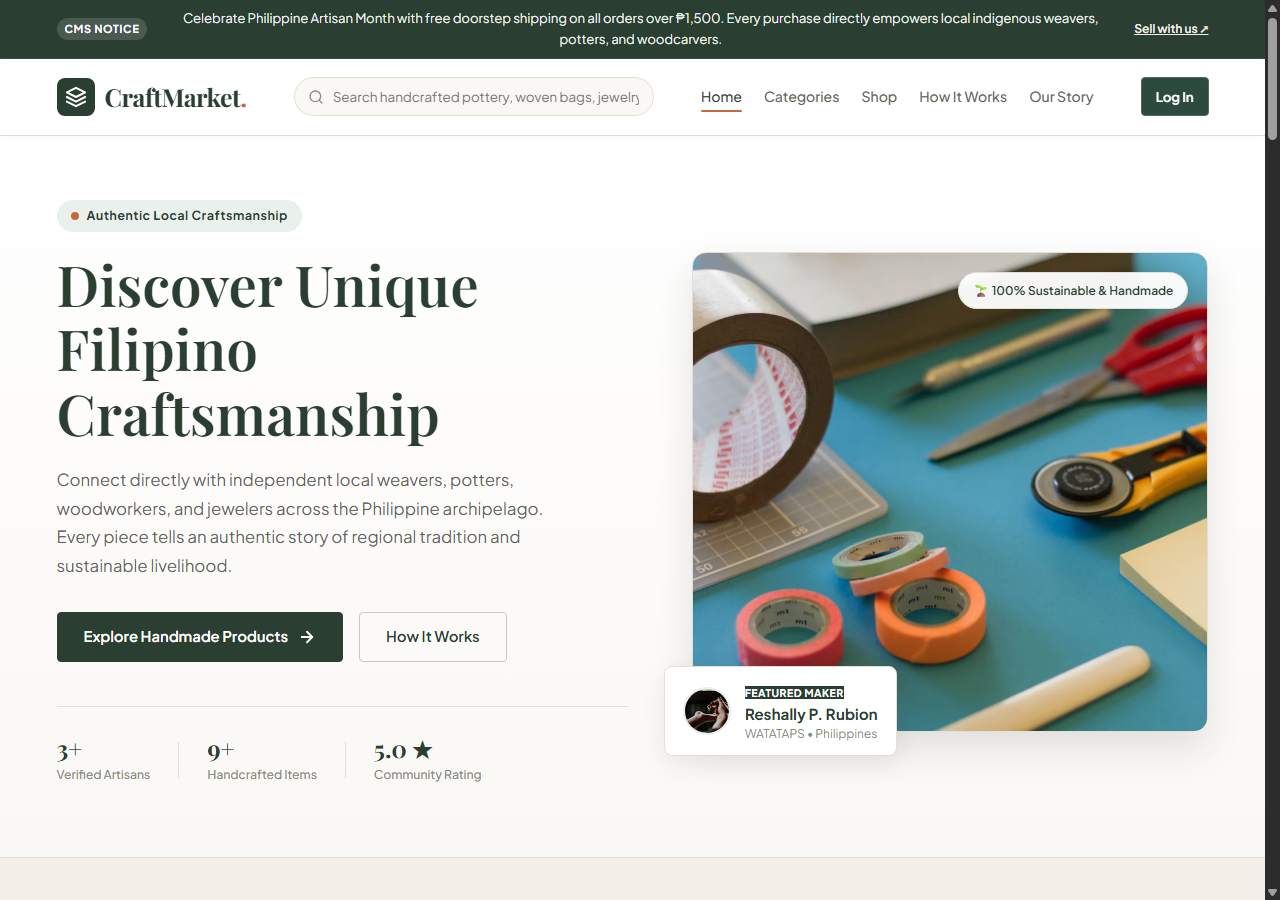 CMS NOTICE
Celebrate Philippine Artisan Month with free doorstep shipping on all orders over ₱1,500. Every purchase directly empowers local indigenous weavers,
potters, and woodcarvers.
Sell with us ↗
CraftMarket.
Search handcrafted pottery, woven bags, jewelry
Home
Categories
Shop
How It Works
Our Story
Log In
Authentic Local Craftsmanship
Discover Unique
Filipino
Craftsmanship
Connect directly with independent local weavers, potters,
woodworkers, and jewelers across the Philippine archipelago.
Every piece tells an authentic story of regional tradition and
sustainable livelihood.
Explore Handmade Products →
How It Works
3+
Verified Artisans
9+
Handcrafted Items
5.0 ★
Community Rating
🌱 100% Sustainable & Handmade
55
50
mt
mt
mt
FEATURED MAKER
Reshally P. Rubion
WATATAPS • Philippines